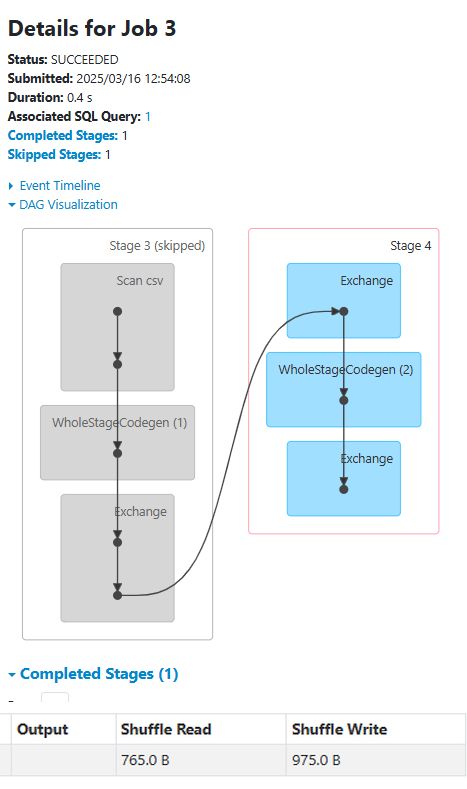 Details for Job 3
Status: SUCCEEDED
Submitted: 2025/03/16 12:54:08
Duration: 0.4 s
Associated SQL Query: 1
Completed Stages: 1
Skipped Stages: 1
Event Timeline
DAG Visualization
Stage 3 (skipped)
Scan csv
WholeStageCodegen (1)
Exchange
Stage 4
Exchange
WholeStageCodegen (2)
Exchange
Completed Stages (1)
Output Shuffle Read Shuffle Write
765.0 B 975.0 B